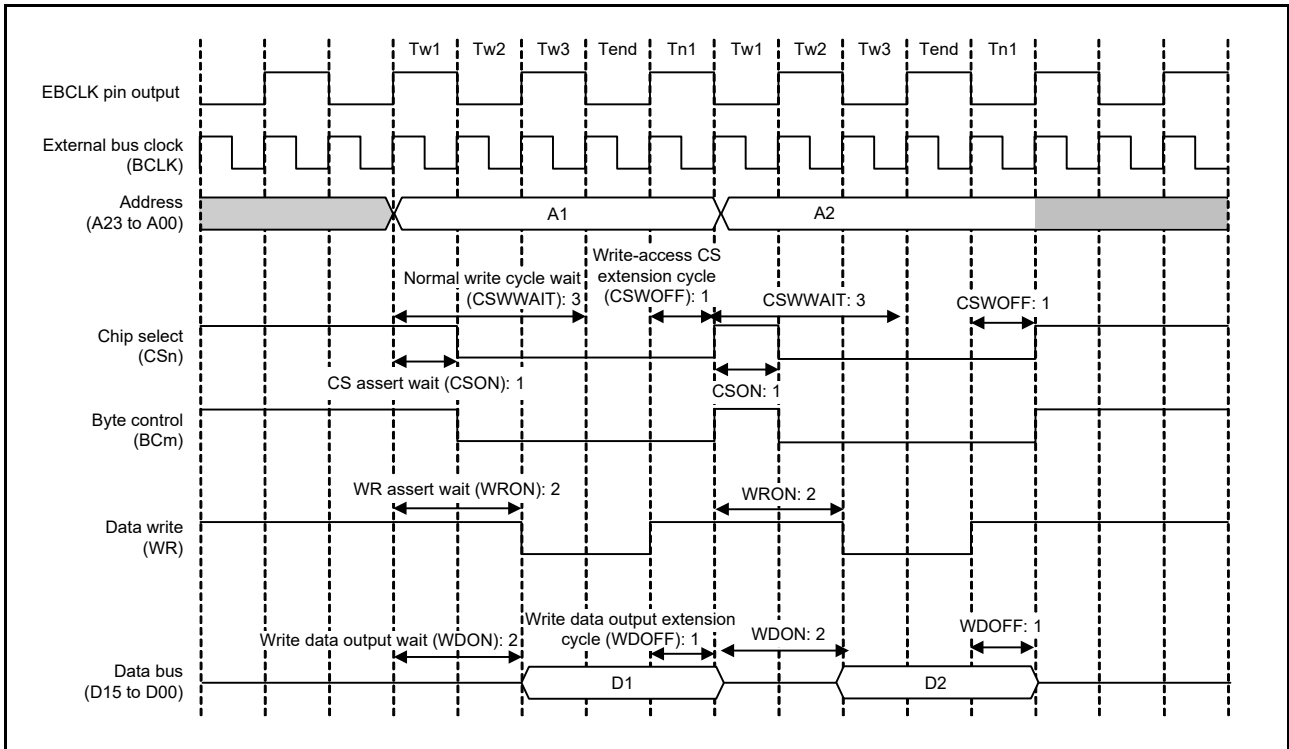 Tw1 Tw2 Tw3 Tend Tn1 Tw1 Tw2 Tw3 Tend Tn1
EBCLK pin output
External bus clock
(BCLK)
Address
(A23 to A00)
A1 A2
Normal write cycle wait
(CSWWAIT): 3
Write-access CS
extension cycle
(CSWOFF): 1
CSWWAIT: 3
CSWOFF: 1
Chip select
(CSn)
CS assert wait (CSON): 1
CSON: 1
Byte control
(BCm)
WR assert wait (WRON): 2
WRON: 2
Data write
(WR)
Write data output wait (WDON): 2
Write data output extension
cycle (WDOFF): 1
WDON: 2
WDOFF: 1
Data bus
(D15 to D00)
D1 D2